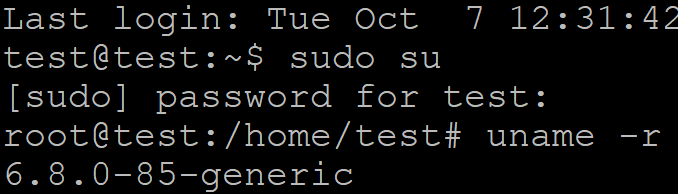 Last login: Tue Oct  7 12:31:42
test@test:~$ sudo su
[sudo] password for test:
root@test:/home/test# uname -r
6.8.0-85-generic